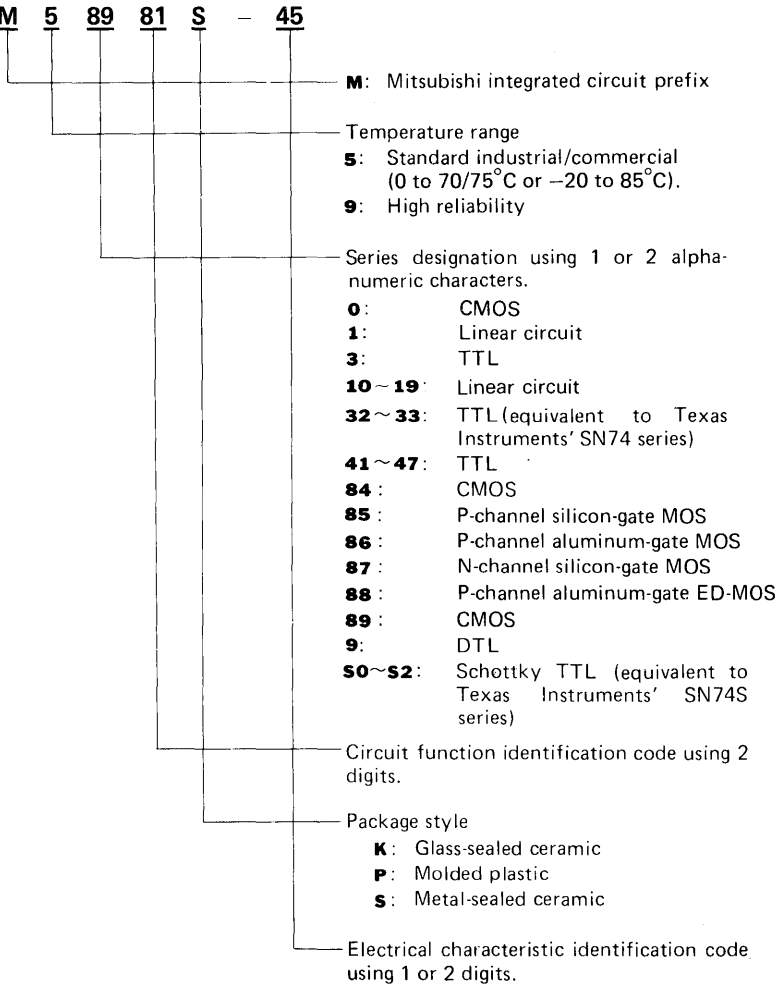 M 5 89 81 S – 45
M: Mitsubishi integrated circuit prefix
Temperature range
5: Standard industrial/commercial
(0 to 70/75°C or −20 to 85°C).
9: High reliability
Series designation using 1 or 2 alpha-
numeric characters.
0: CMOS
1: Linear circuit
3: TTL
10~19: Linear circuit
32~33: TTL (equivalent to Texas
Instruments' SN74 series)
41~47: TTL
84: CMOS
85: P-channel silicon-gate MOS
86: P-channel aluminum-gate MOS
87: N-channel silicon-gate MOS
88: P-channel aluminum-gate ED-MOS
89: CMOS
9: DTL
S0~S2: Schottky TTL (equivalent to
Texas Instruments' SN74S
series)
Circuit function identification code using 2
digits.
Package style
K: Glass-sealed ceramic
P: Molded plastic
S: Metal-sealed ceramic
Electrical characteristic identification code
using 1 or 2 digits.